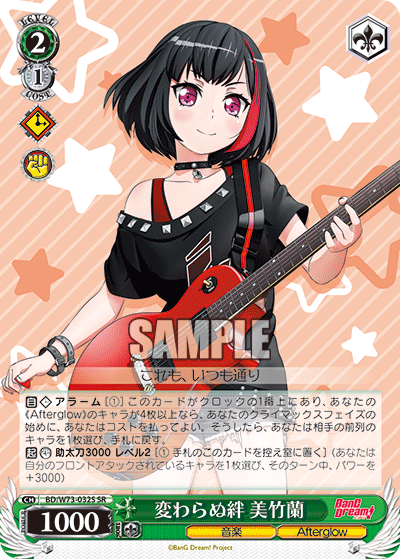 LEVEL
2
1
COST
SAMPLE
これも、いつも通り
アラーム [①] このカードがクロックの1番上にあり、あなたの
《Afterglow》のキャラが4枚以上なら、あなたのクライマックスフェイズの
始めに、あなたはコストを払ってよい。そうしたら、あなたは相手の前列の
キャラを1枚選び、手札に戻す。
助太刀3000 レベル2 [① 手札のこのカードを控え室に置く] (あなたは
自分のフロントアタックされているキャラを1枚選び、そのターン中、パワーを
+3000)
CH BD/W73-032S SR
1000
変わらぬ絆 美竹蘭
BanG Dream!
音楽
Afterglow
©BanG Dream! Project